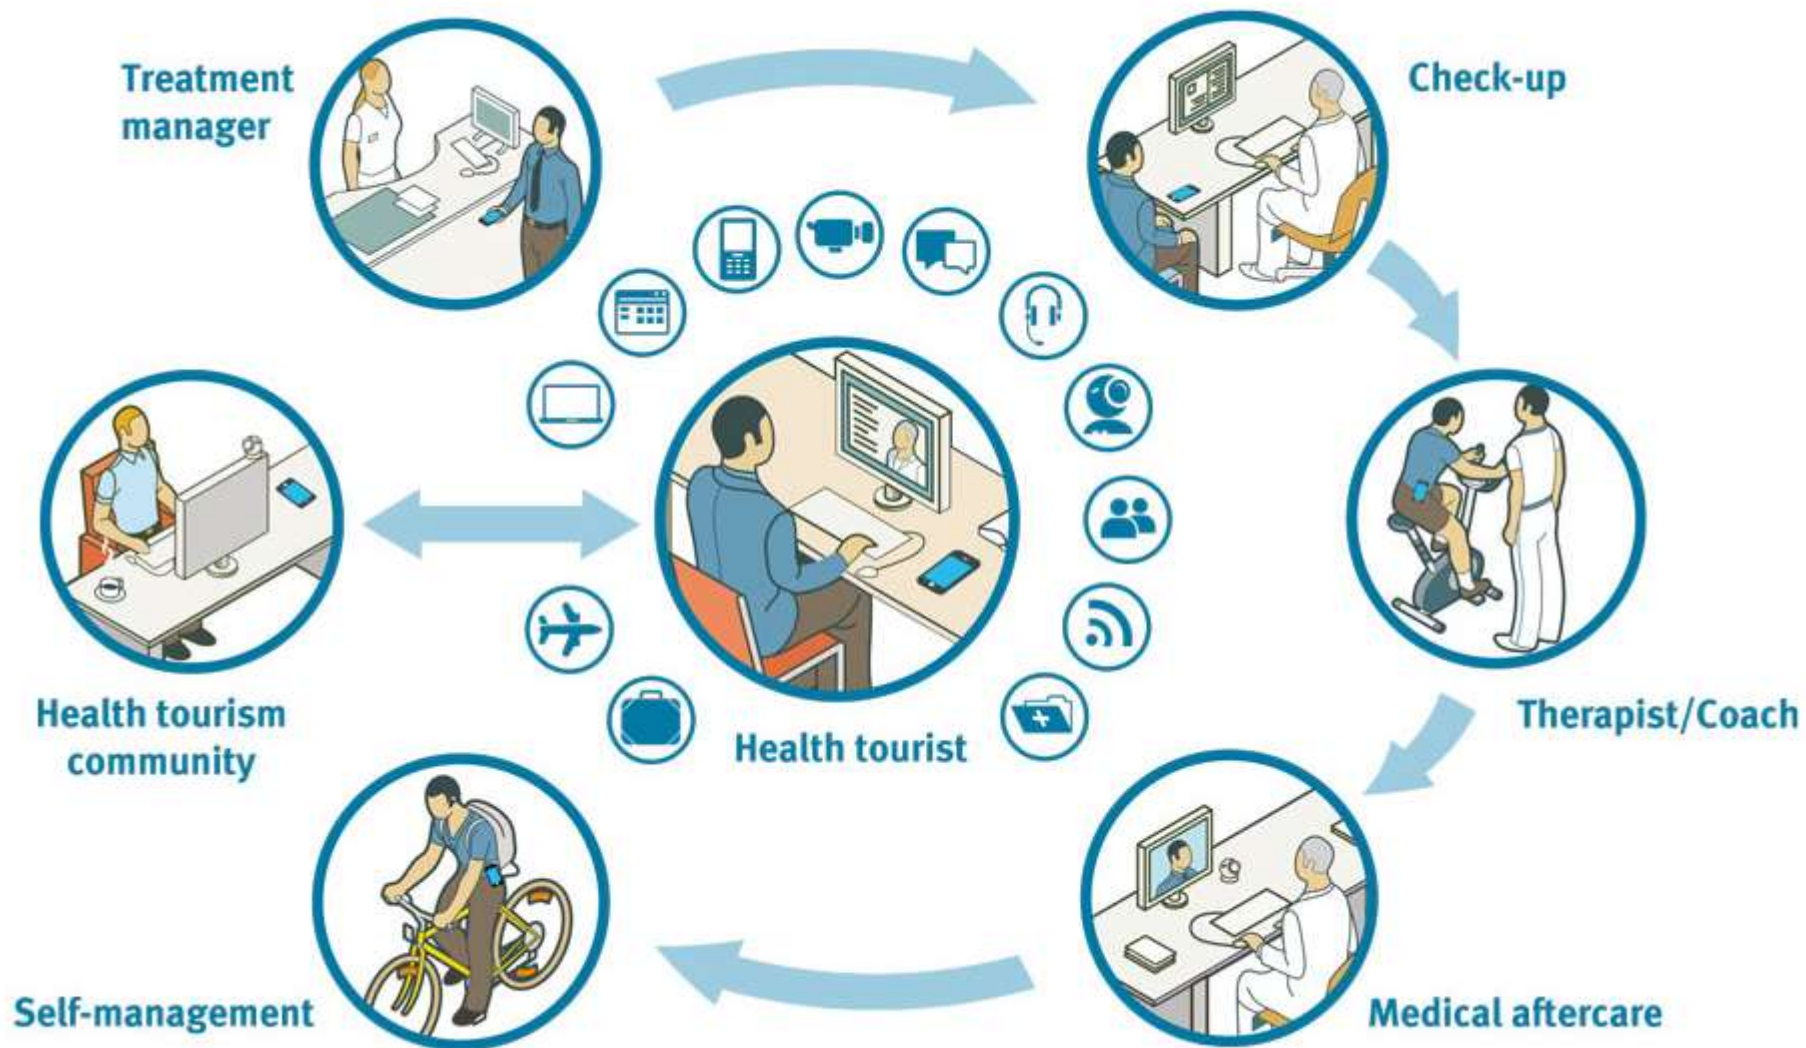 Treatment
manager
Check-up
Health tourism
community
Health tourist
Therapist/Coach
Self-management
Medical aftercare